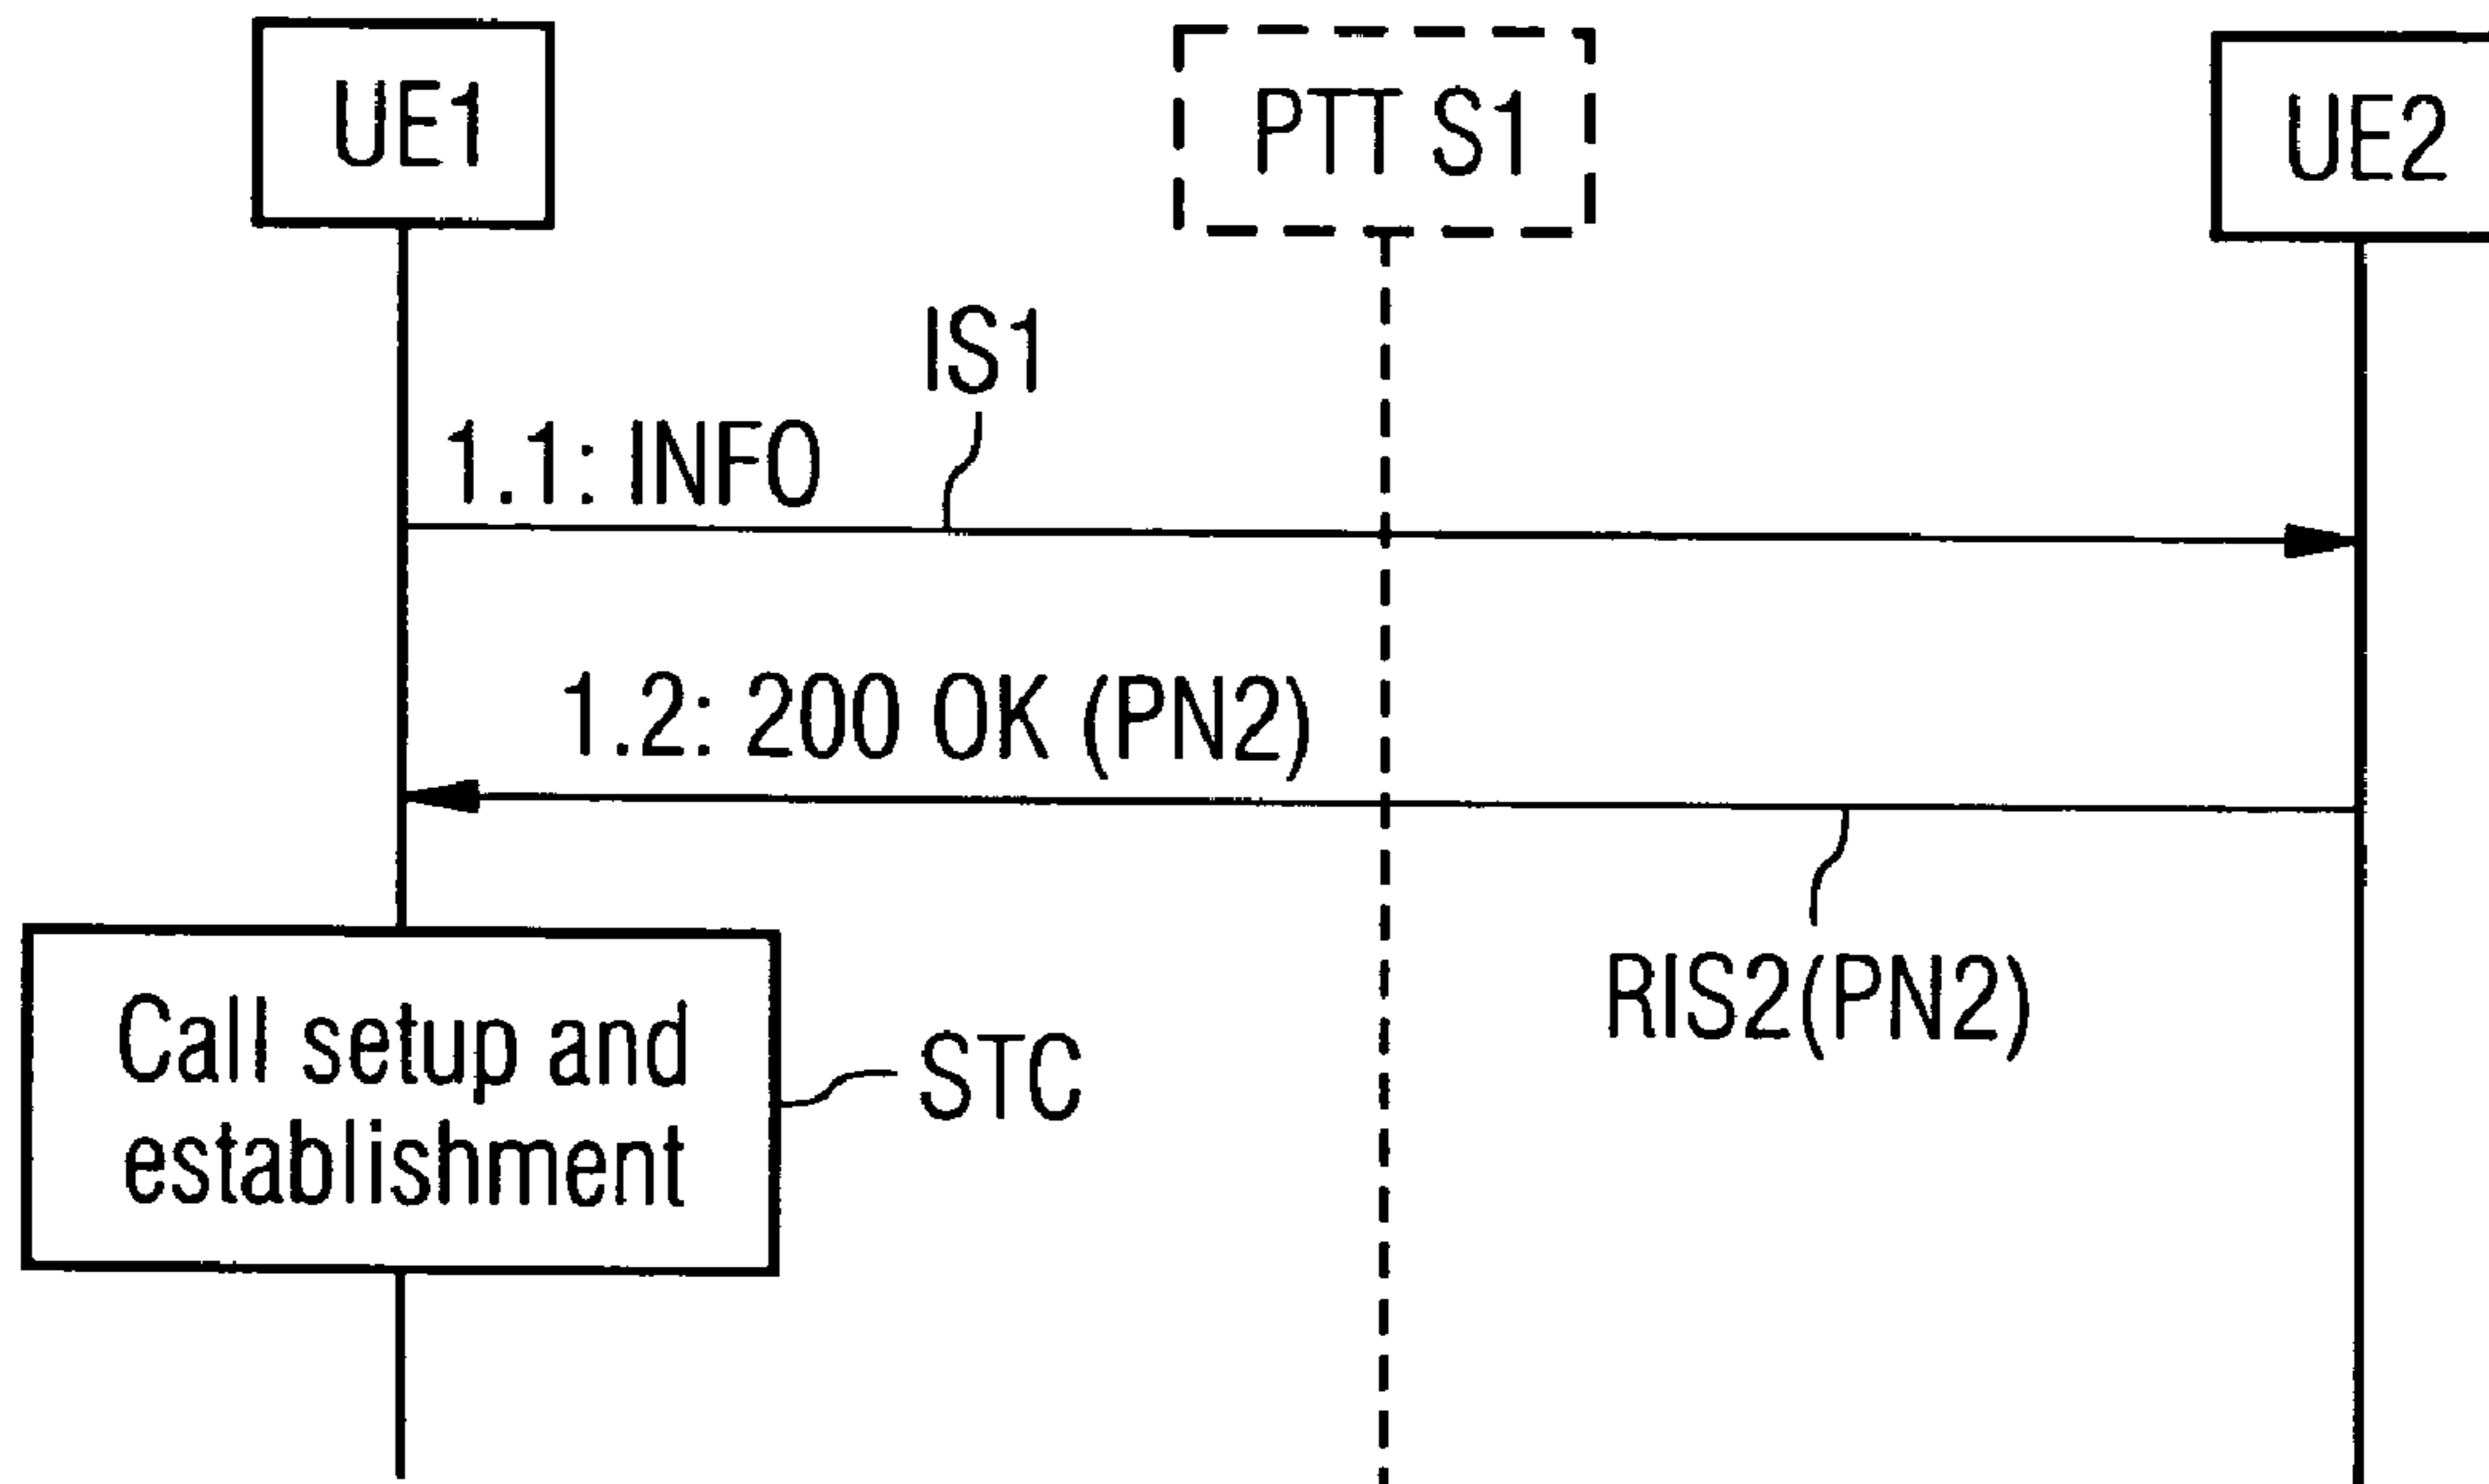 UE1
PTT S1
UE2
IS1
1.1: INFO
1.2: 200 OK (PN2)
RIS2(PN2)
Call setup and
establishment
STC